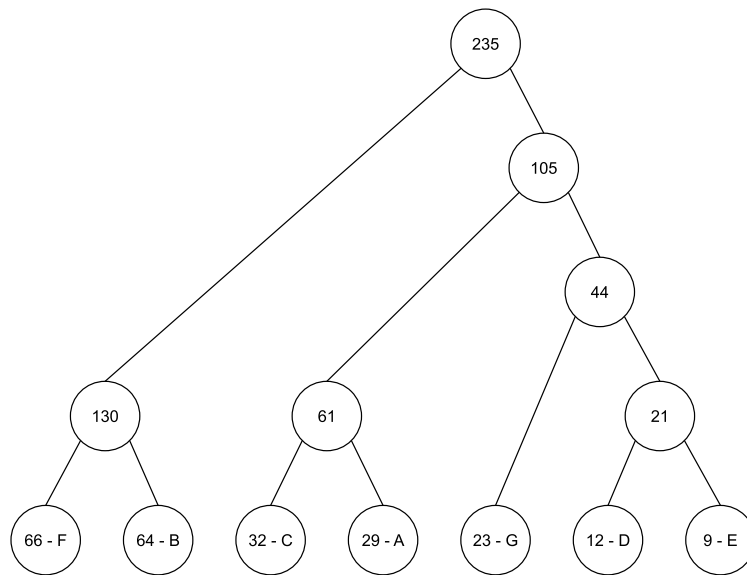 235
105
44
130
61
21
66 - F
64 - B
32 - C
29 - A
23 - G
12 - D
9 - E